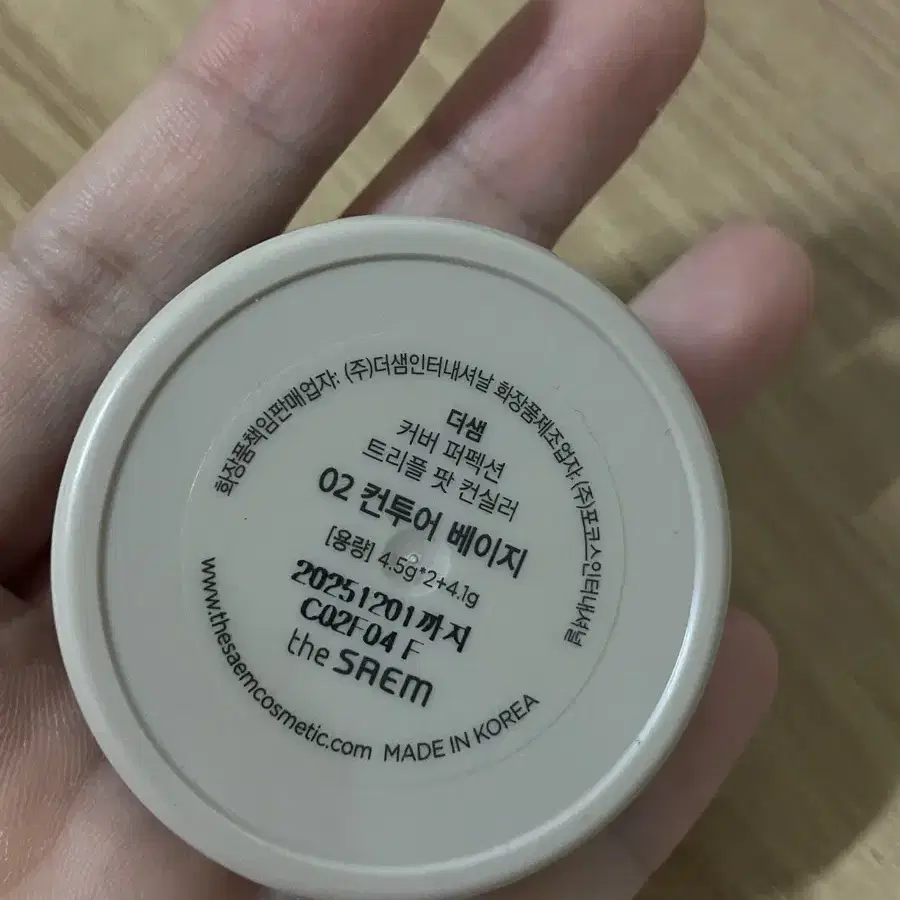 화장품책임판매업자: (주)더샘인터내셔날 화장품제조업자: (주)포코스인터내셔널
더샘
커버 퍼펙션
트리플 팟 컨실러
02 컨투어 베이지
[용량] 4.5g*2+4.1g
20251201까지
C02F04 F
the SAEM
www.thesaemcosmetic.com MADE IN KOREA